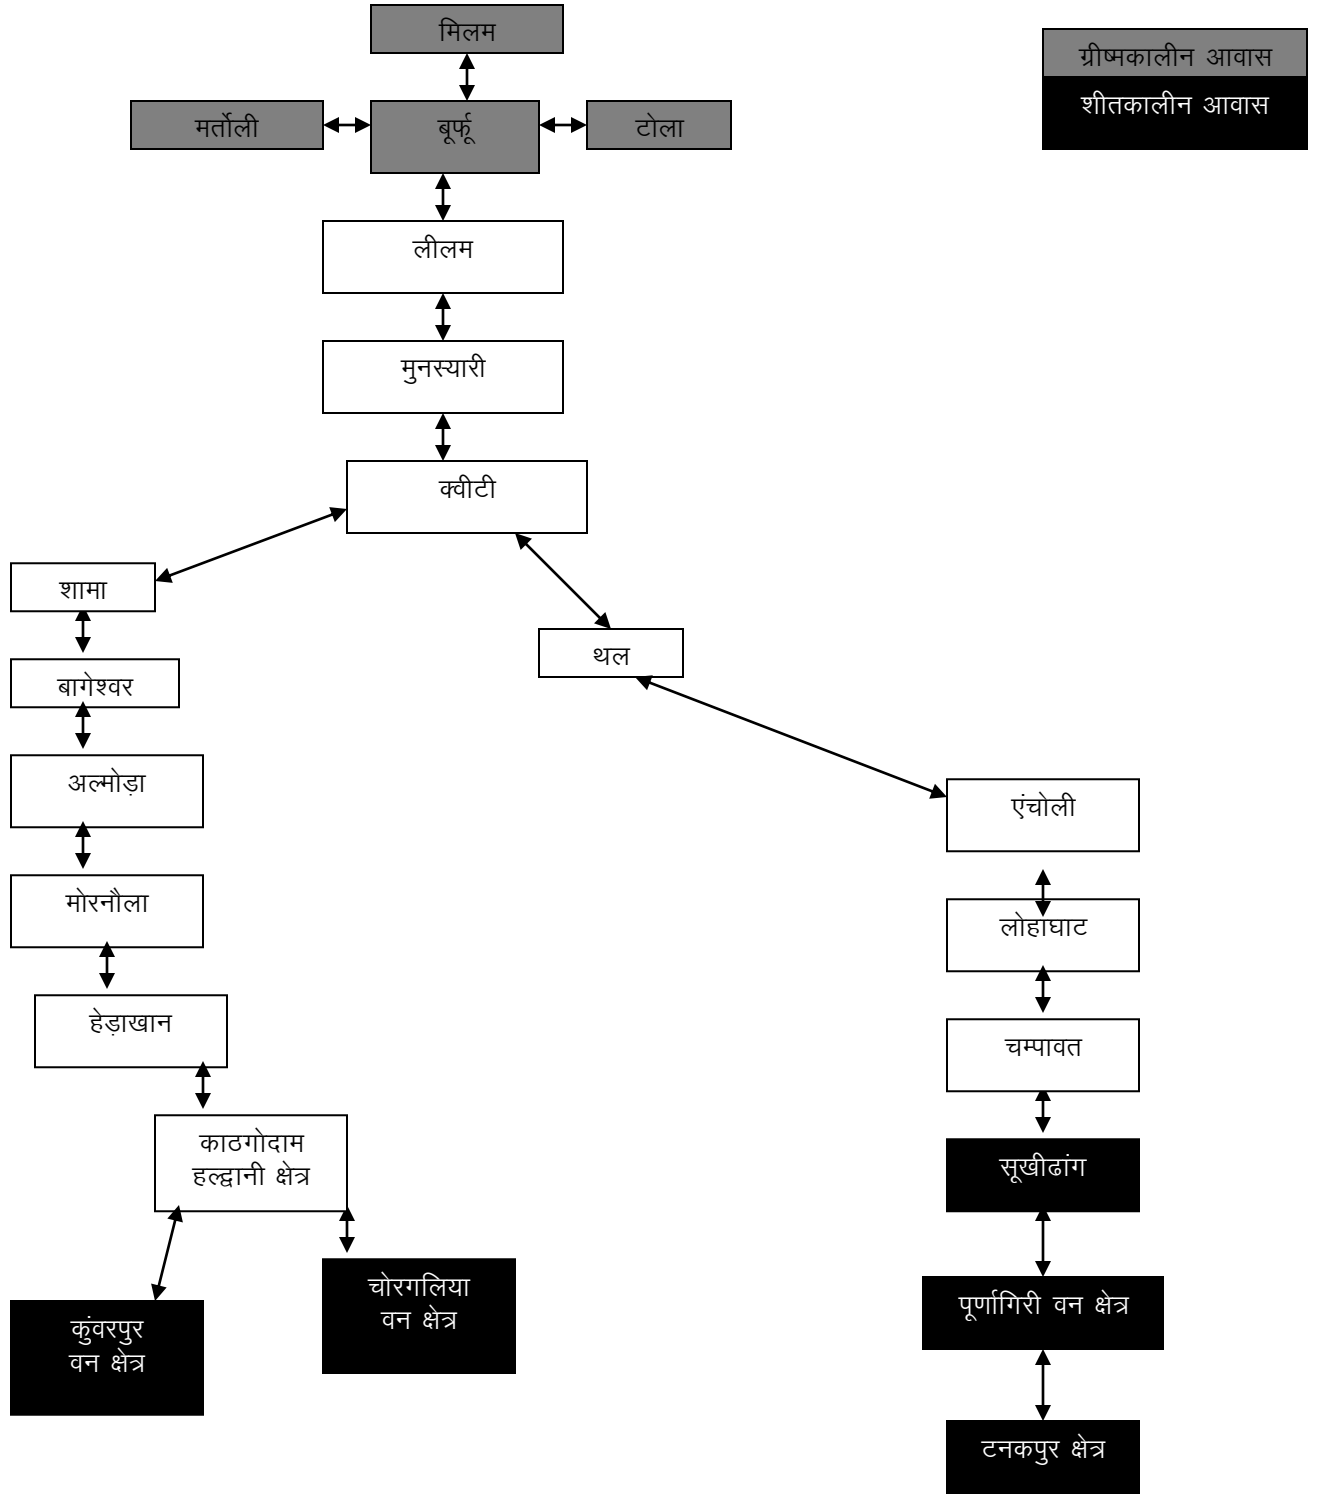 मिलम
ग्रीष्मकालीन आवास
शीतकालीन आवास
मर्तोली
बूर्फू
टोला
लीलम
मुनस्यारी
क्वीटी
शामा
थल
बागेश्वर
अल्मोड़ा
एंचोली
मोरनौला
लोहाघाट
हेड़ाखान
चम्पावत
काठगोदाम
हल्द्वानी क्षेत्र
सूखीढांग
चोरगलिया
वन क्षेत्र
पूर्णागिरी वन क्षेत्र
कुंवरपुर
वन क्षेत्र
टनकपुर क्षेत्र